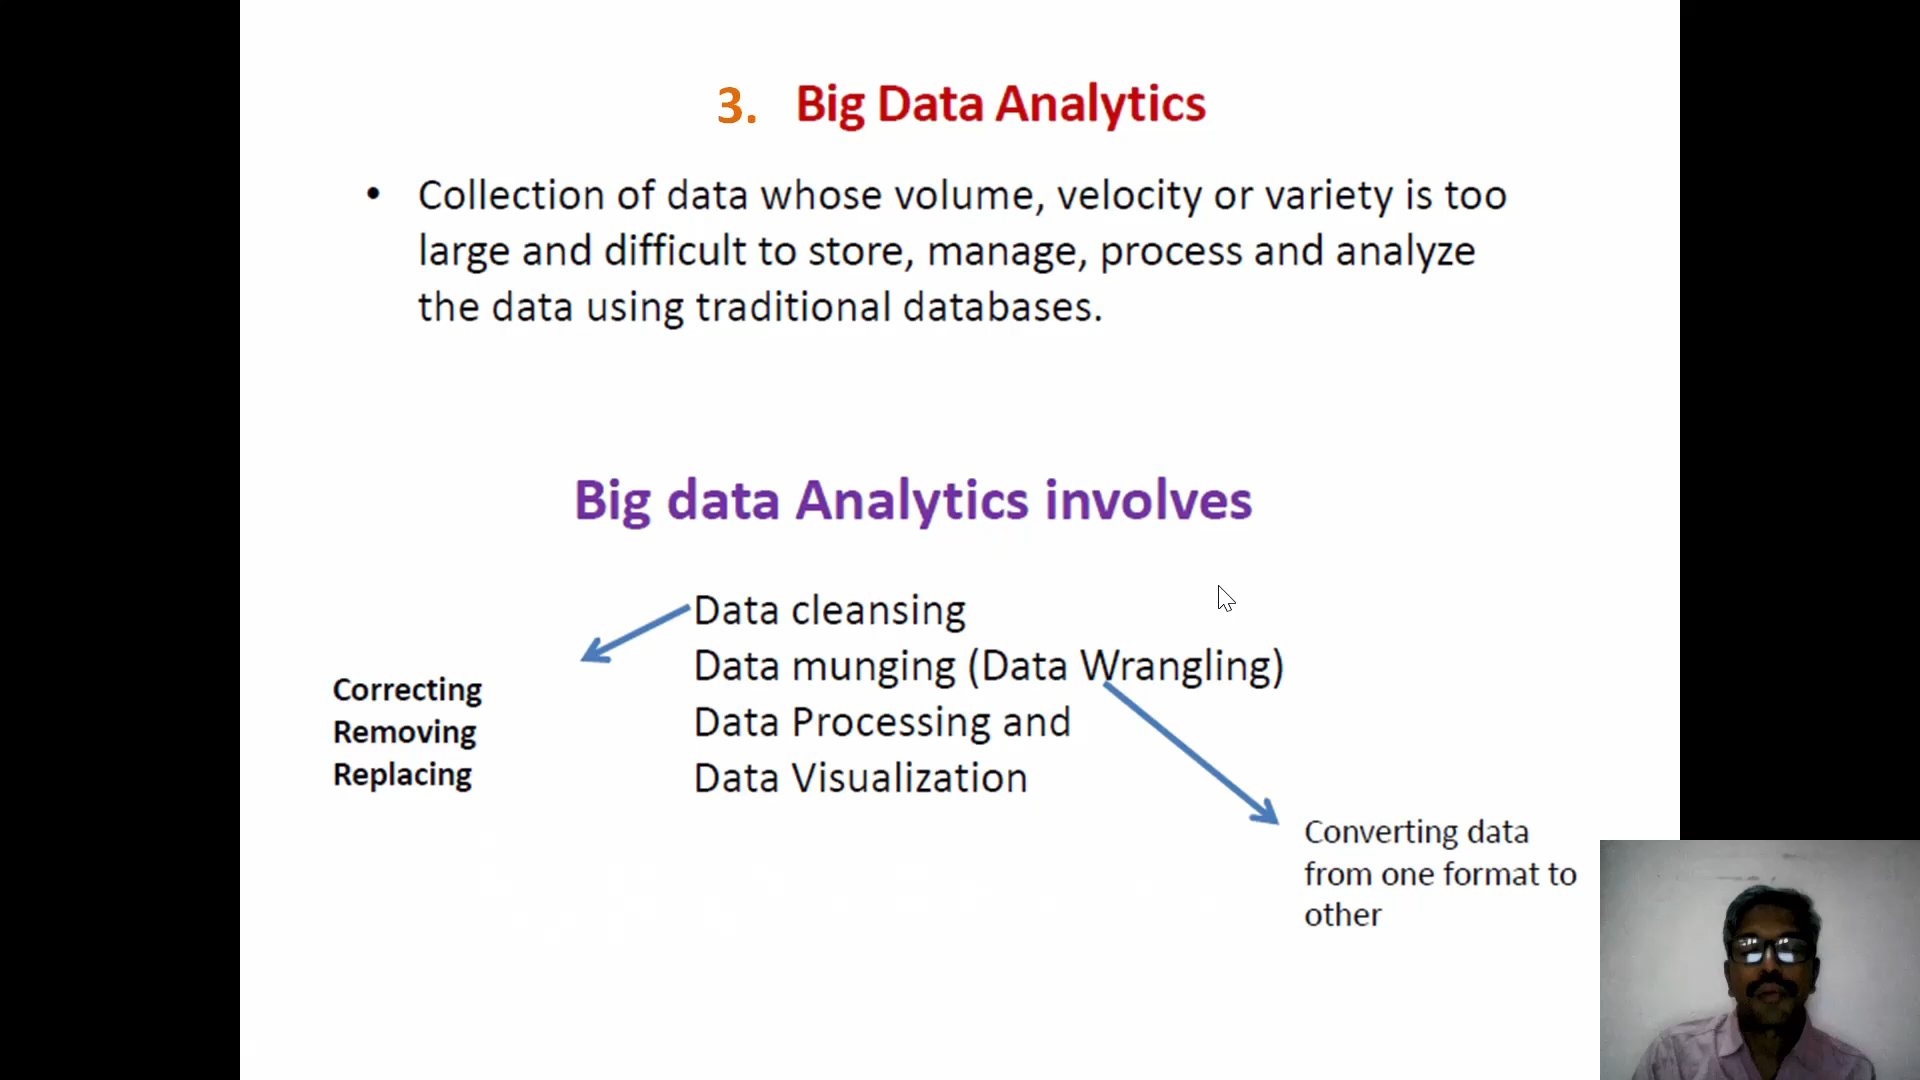 3. Big Data Analytics
• Collection of data whose volume, velocity or variety is too
large and difficult to store, manage, process and analyze
the data using traditional databases.
Big data Analytics involves
Data cleansing
Data munging (Data Wrangling)
Data Processing and
Data Visualization
Correcting
Removing
Replacing
Converting data
from one format to
other